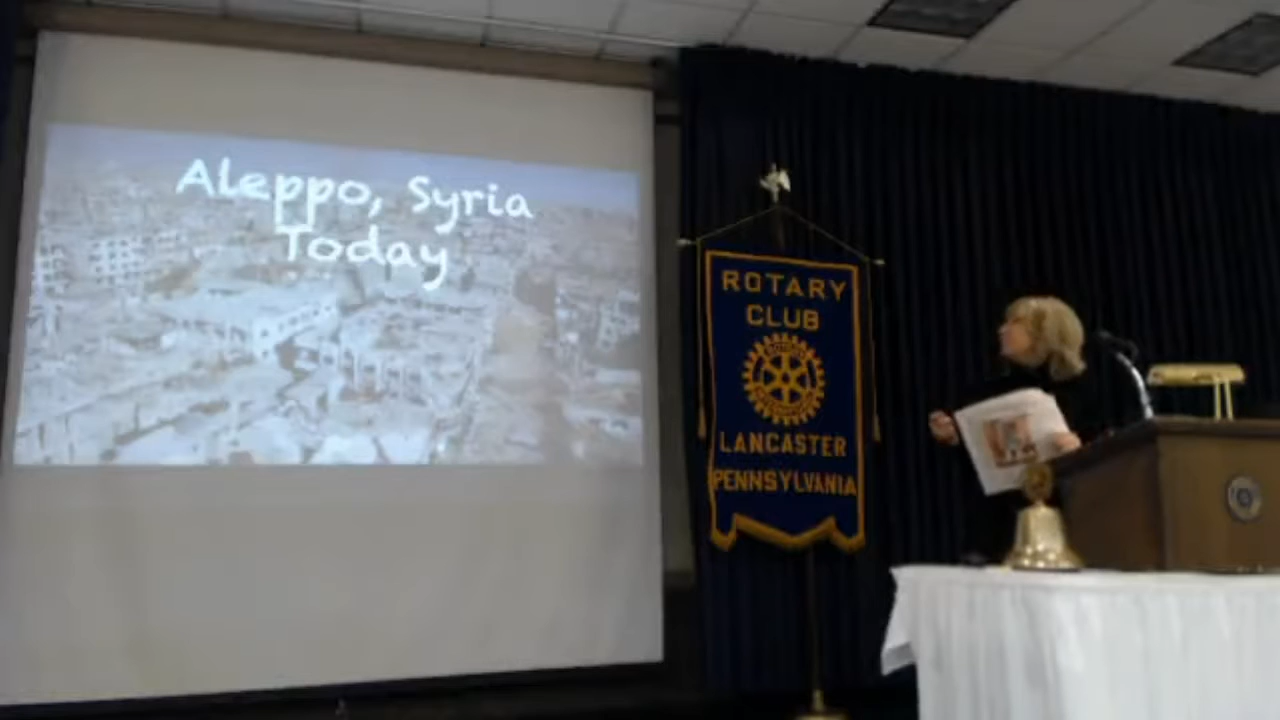 Aleppo, Syria
Today
ROTARY
CLUB
LANCASTER
PENNSYLVANIA